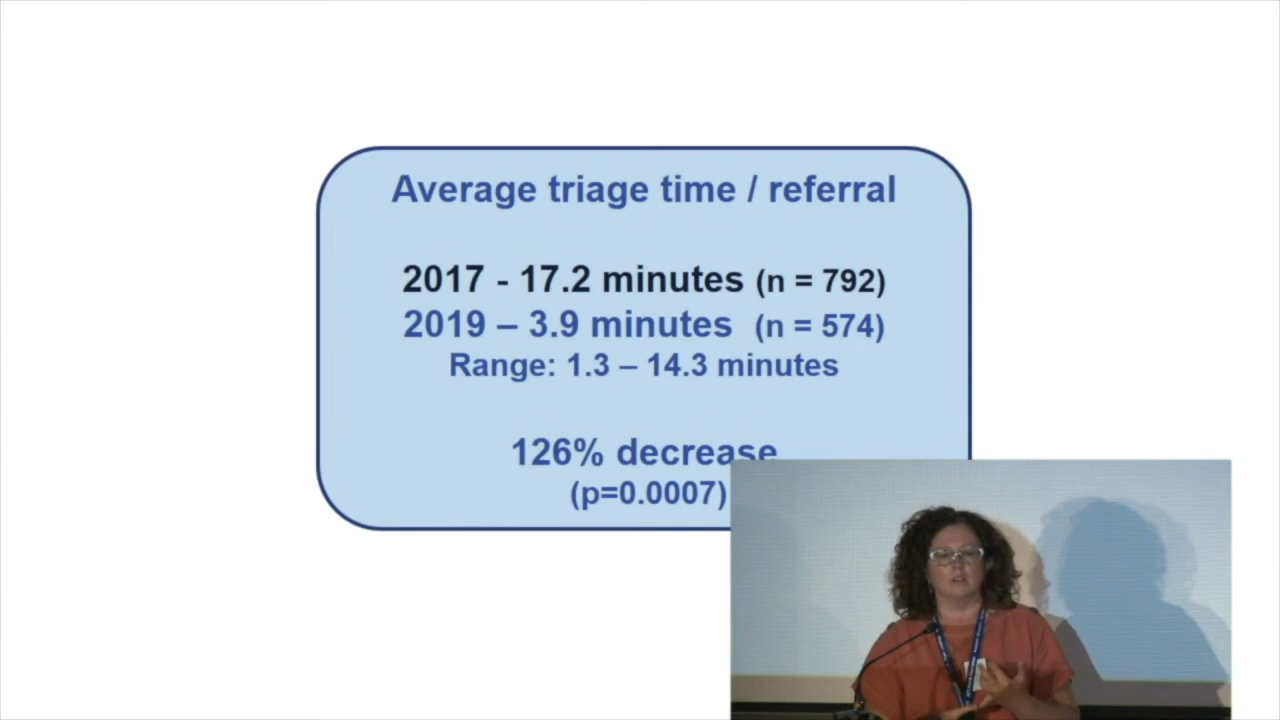 Average triage time / referral
2017 - 17.2 minutes (n = 792)
2019 – 3.9 minutes (n = 574)
Range: 1.3 – 14.3 minutes
126% decrease
(p=0.0007)